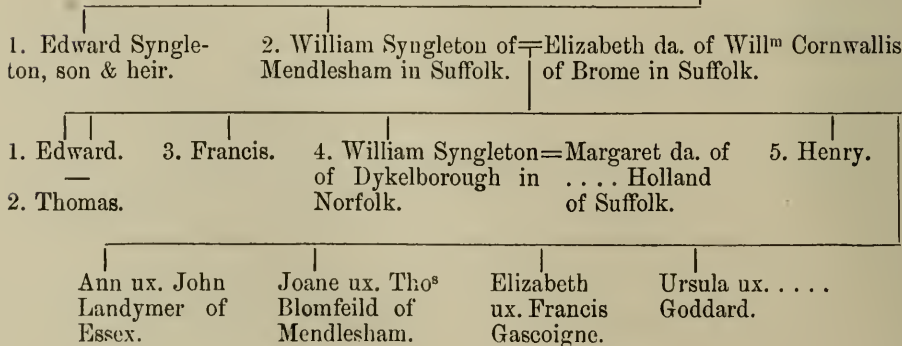 1. Edward Syngle-
ton, son & heir.
2. William Syngleton of=Elizabeth da. of Willᵐ Cornwallis
Mendlesham in Suffolk. of Brome in Suffolk.
1. Edward.
—
2. Thomas.
3. Francis.
4. William Syngleton=Margaret da. of
of Dykelborough in .... Holland
Norfolk. of Suffolk.
5. Henry.
Ann ux. John
Landymer of
Essex.
Joane ux. Thoˢ
Blomfeild of
Mendlesham.
Elizabeth
ux. Francis
Gascoigne.
Ursula ux. . . . .
Goddard.